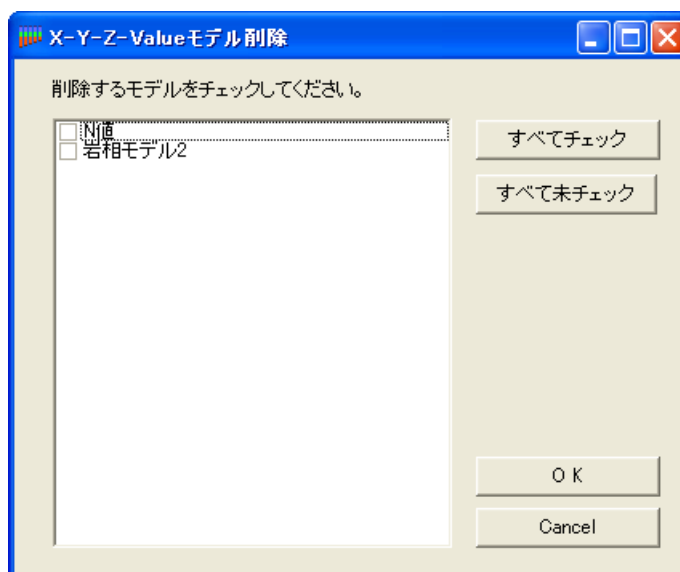 X-Y-Z-Valueモデル削除
削除するモデルをチェックしてください。
N値
岩相モデル2
すべてチェック
すべて未チェック
O K
Cancel